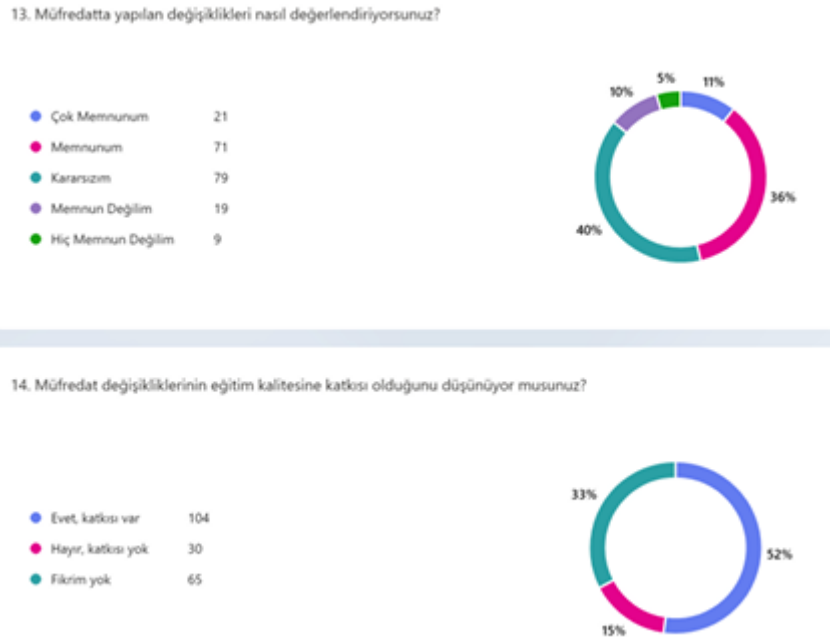 13. Müfredatta yapılan değişiklikleri nasıl değerlendiriyorsunuz?
Çok Memnunum 21
Memnunum 71
Kararsızım 79
Memnun Değilim 19
Hiç Memnun Değilim 9
5%
11%
10%
36%
40%
14. Müfredat değişikliklerinin eğitim kalitesine katkısı olduğunu düşünüyor musunuz?
Evet, katkısı var 104
Hayır, katkısı yok 30
Fikrim yok 65
33%
52%
15%